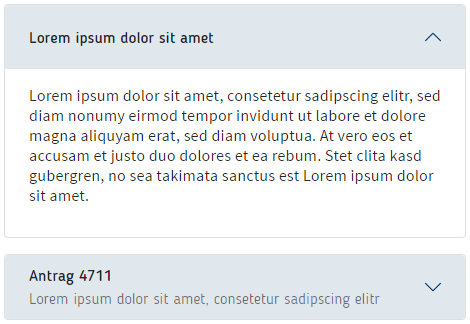 Lorem ipsum dolor sit amet
Lorem ipsum dolor sit amet, consetetur sadipscing elitr, sed
diam nonumy eirmod tempor invidunt ut labore et dolore
magna aliquyam erat, sed diam voluptua. At vero eos et
accusam et justo duo dolores et ea rebum. Stet clita kasd
gubergren, no sea takimata sanctus est Lorem ipsum dolor
sit amet.
Antrag 4711
Lorem ipsum dolor sit amet, consetetur sadipscing elitr